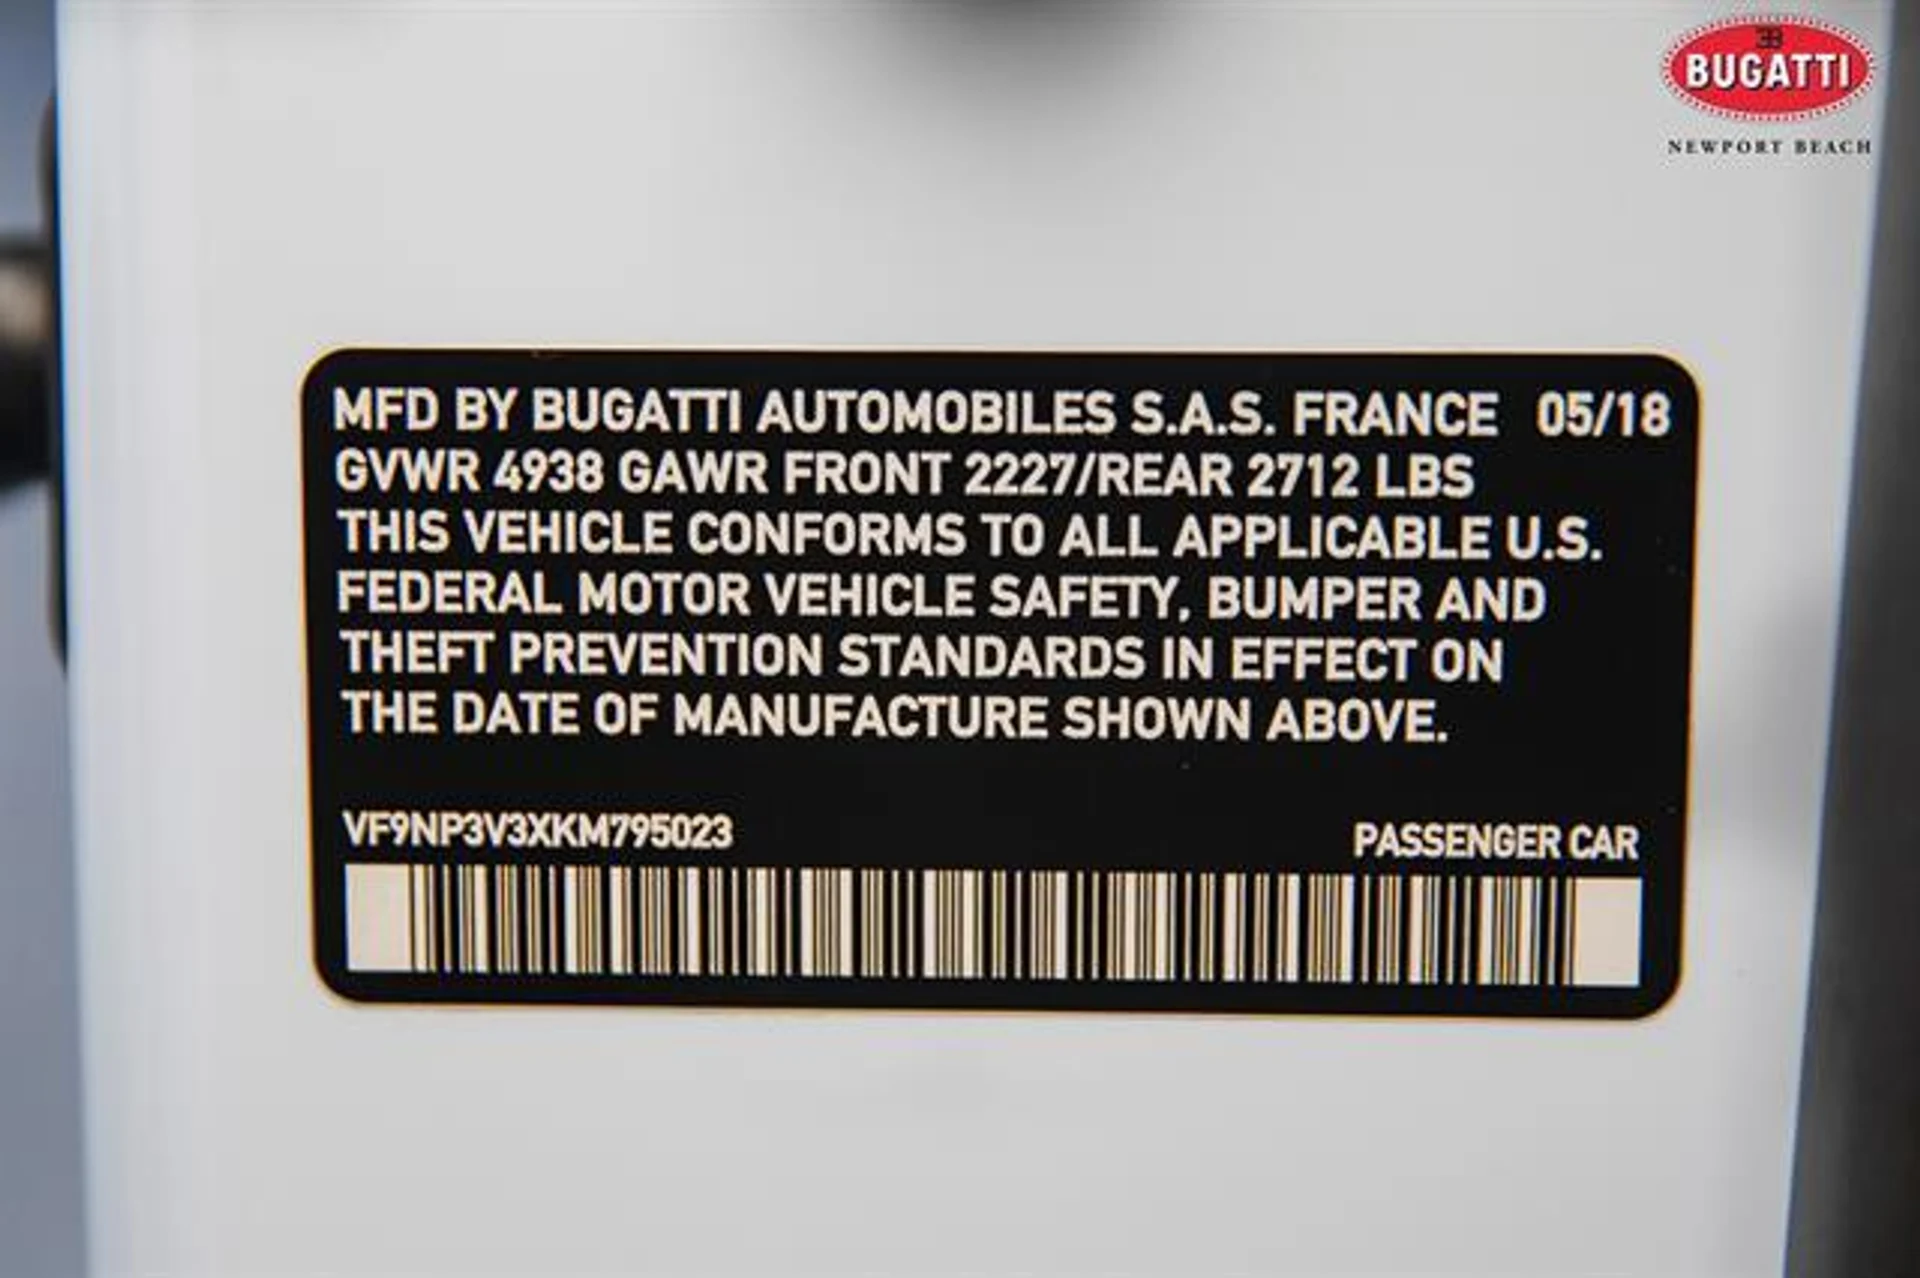 EB
BUGATTI
NEWPORT BEACH
MFD BY BUGATTI AUTOMOBILES S.A.S. FRANCE 05/18
GVWR 4938 GAWR FRONT 2227/REAR 2712 LBS
THIS VEHICLE CONFORMS TO ALL APPLICABLE U.S.
FEDERAL MOTOR VEHICLE SAFETY, BUMPER AND
THEFT PREVENTION STANDARDS IN EFFECT ON
THE DATE OF MANUFACTURE SHOWN ABOVE.
VF9NP3V3XKM795023 PASSENGER CAR